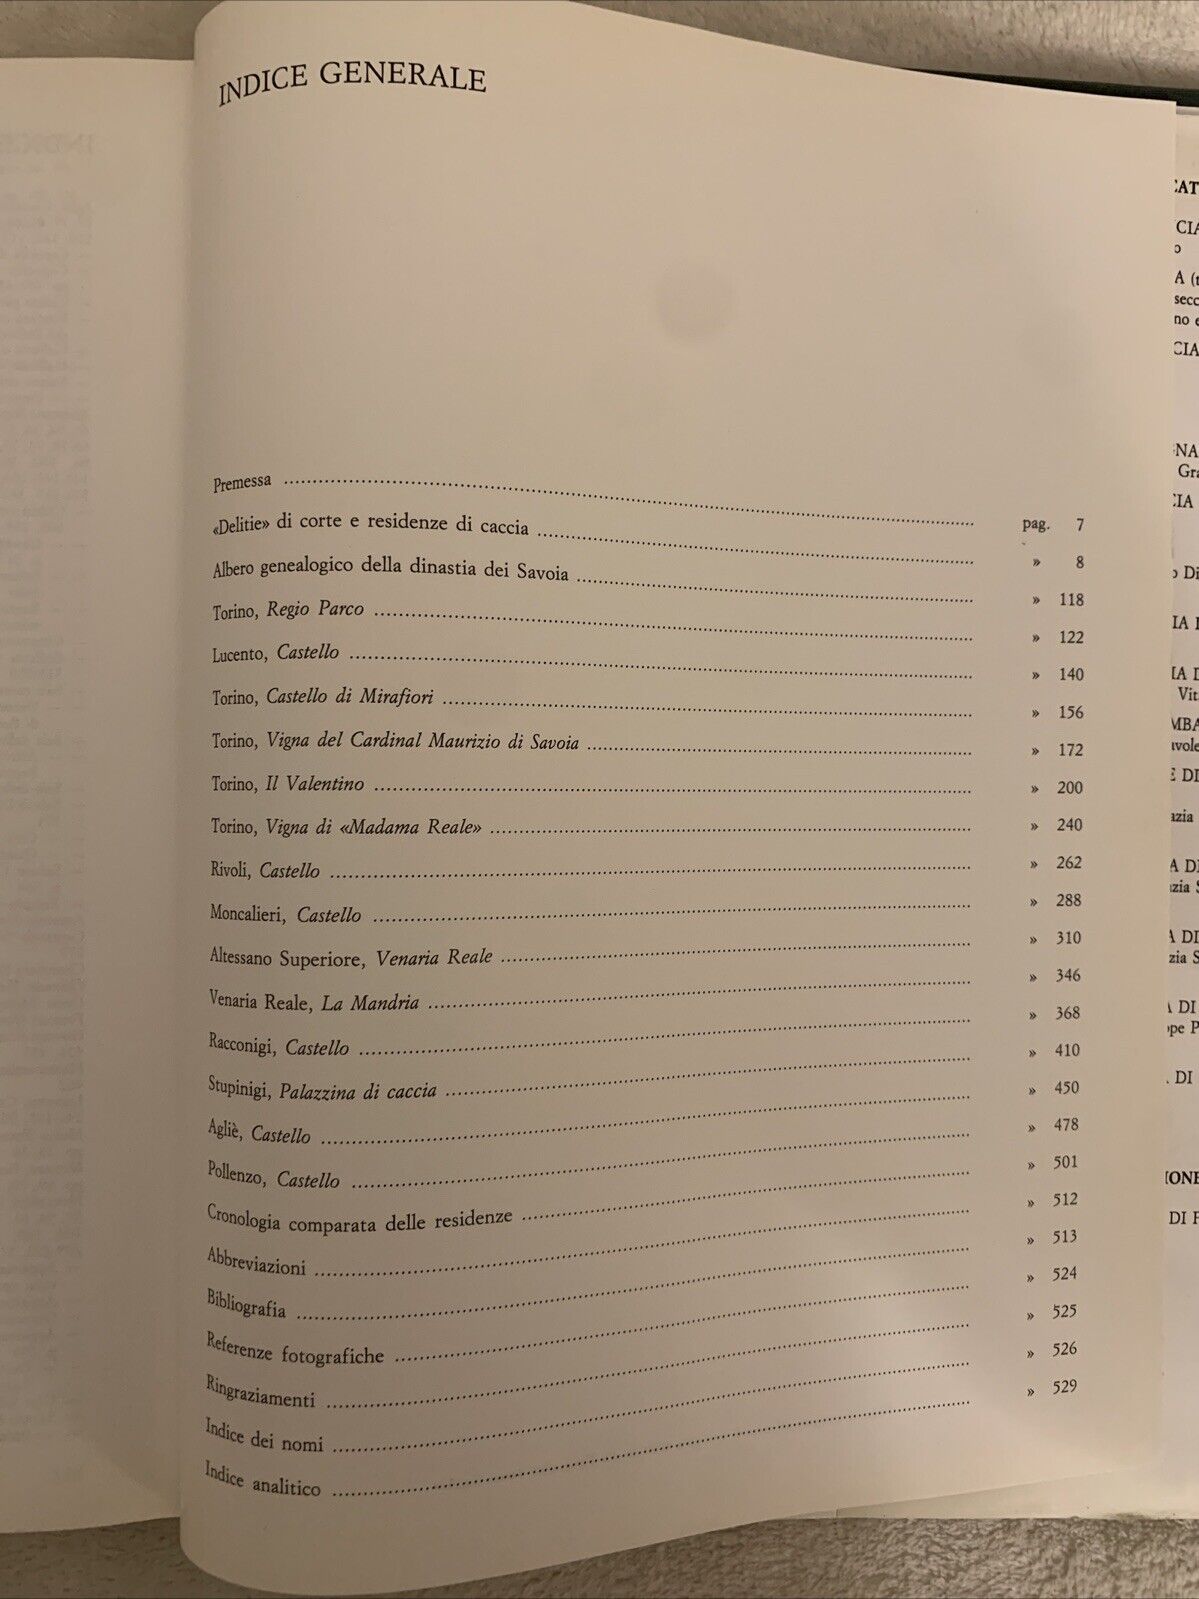 INDICE GENERALE
Premessa ........ pag. 7
«Delitie» di corte e residenze di caccia ........ » 8
Albero genealogico della dinastia dei Savoia ........ » 118
Torino, Regio Parco ........ » 122
Lucento, Castello ........ » 140
Torino, Castello di Mirafiori ........ » 156
Torino, Vigna del Cardinal Maurizio di Savoia ........ » 172
Torino, Il Valentino ........ » 200
Torino, Vigna di «Madama Reale» ........ » 240
Rivoli, Castello ........ » 262
Moncalieri, Castello ........ » 288
Altessano Superiore, Venaria Reale ........ » 310
Venaria Reale, La Mandria ........ » 346
Racconigi, Castello ........ » 368
Stupinigi, Palazzina di caccia ........ » 410
Agliè, Castello ........ » 450
Pollenzo, Castello ........ » 478
Cronologia comparata delle residenze ........ » 501
Abbreviazioni ........ » 512
Bibliografia ........ » 513
Referenze fotografiche ........ » 524
Ringraziamenti ........ » 525
Indice dei nomi ........ » 526
Indice analitico ........ » 529